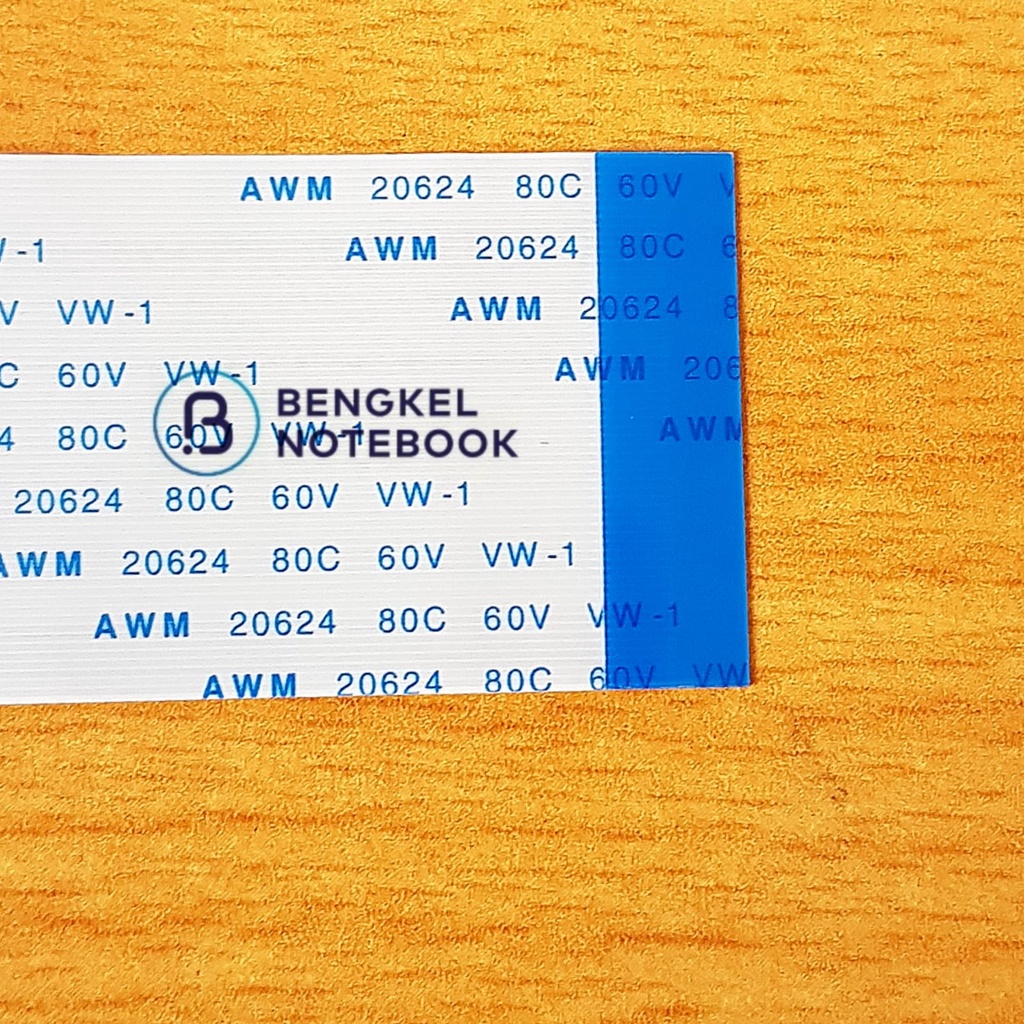 AWM 20624 80C 60V V
-1 AWM 20624 80C 6
V VW-1 AWM 20624 8
C 60V VW-1 AWM 206
4 80C 60V VW-1 AWM
BENGKEL
NOTEBOOK
20624 80C 60V VW-1
AWM 20624 80C 60V VW-1
AWM 20624 80C 60V VW-1
AWM 20624 80C 60V VW